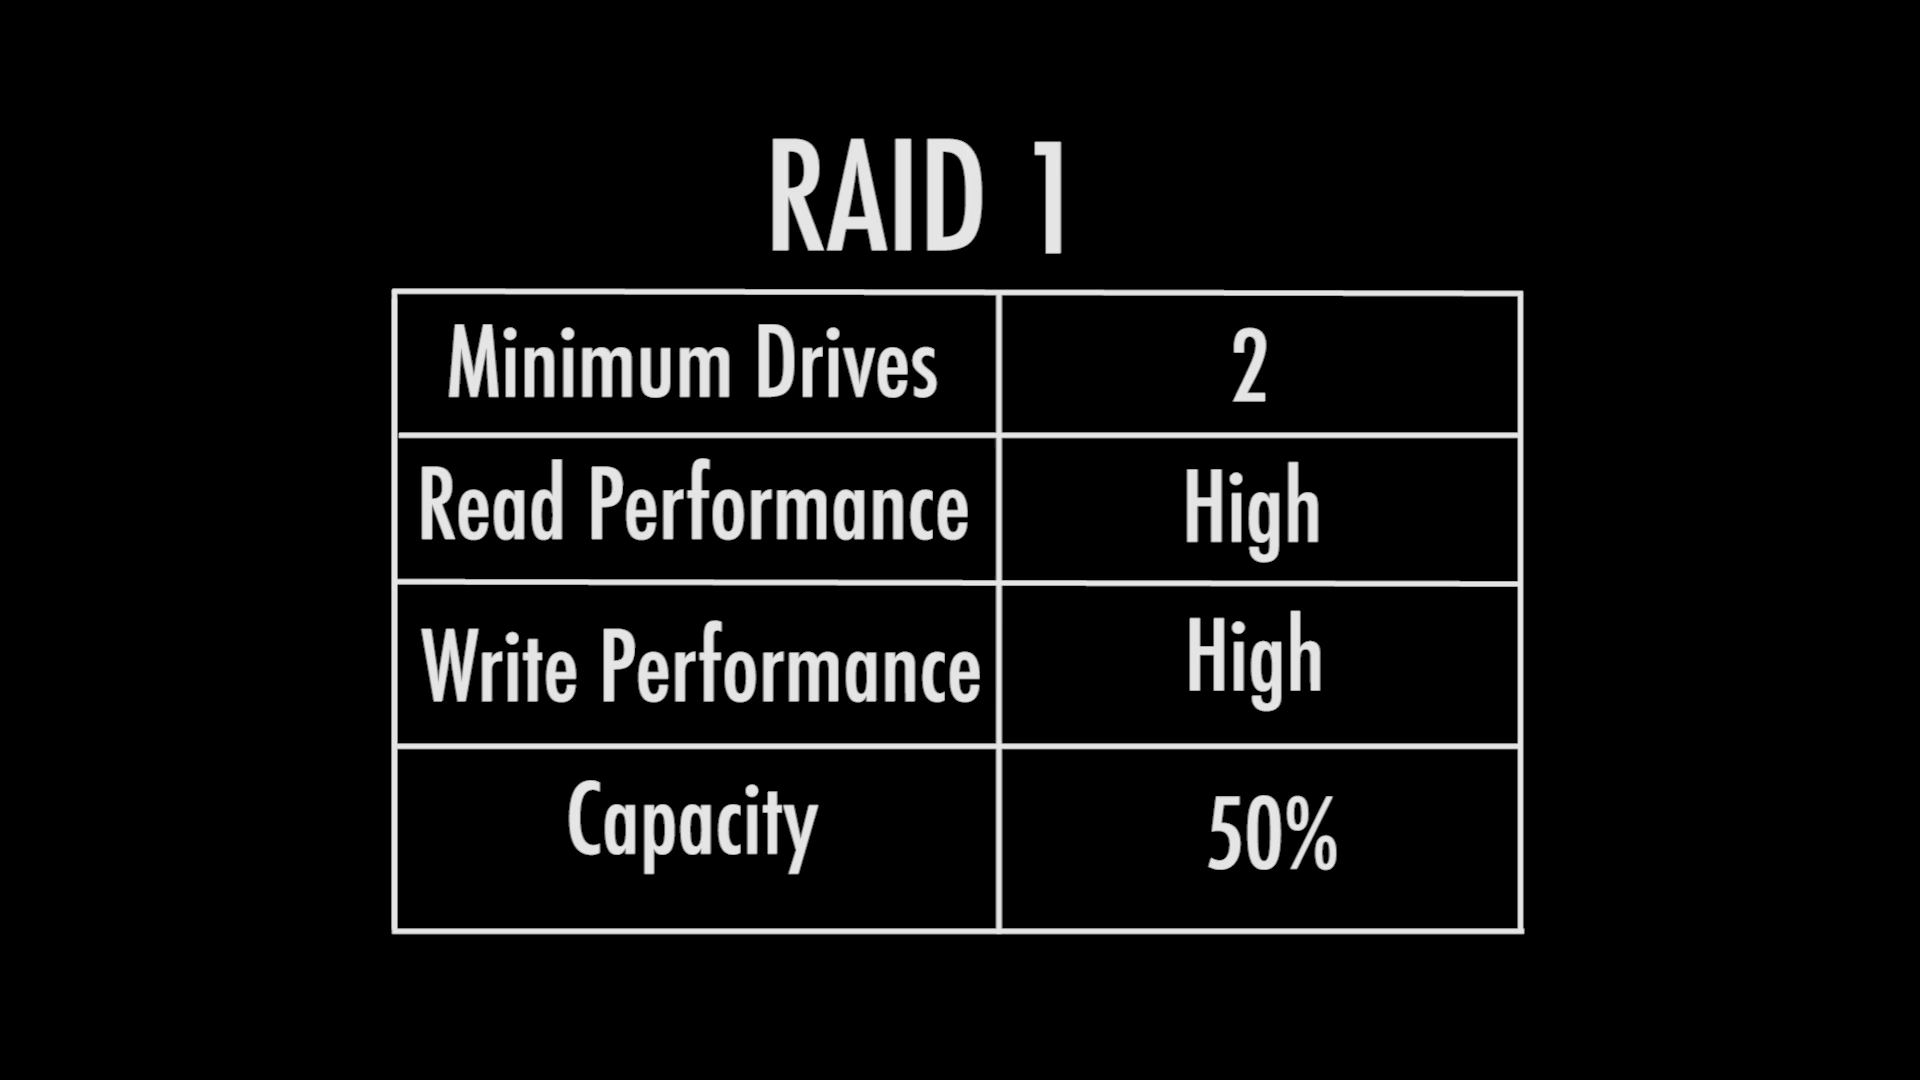 RAID 1
Minimum Drives 2
Read Performance High
Write Performance High
Capacity 50%